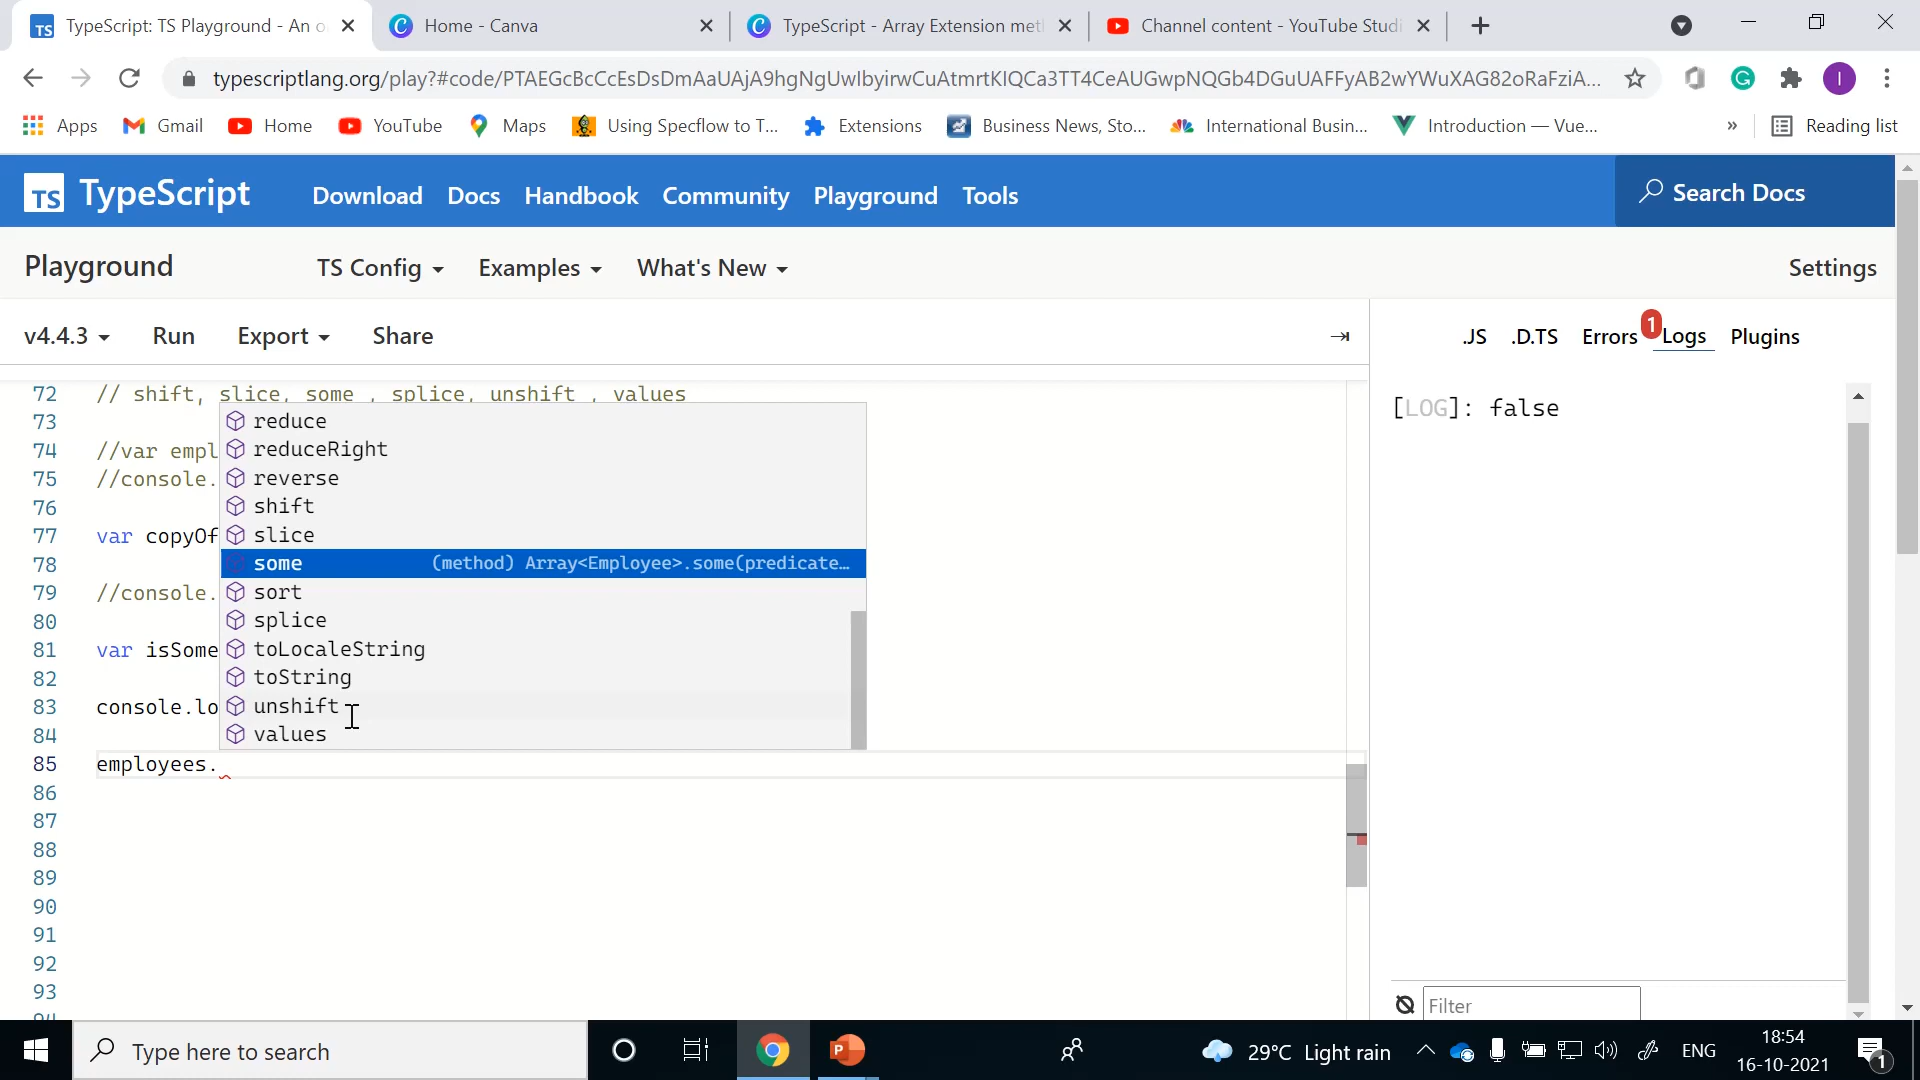 TypeScript: TS Playground - An o
Home - Canva
TypeScript - Array Extension met
Channel content - YouTube Studi
typescriptlang.org/play?#code/PTAEGcBcCcEsDsDmAaUAjA9hgNgUwIbyirwCuAtmrtKIQCa3TT4CeAUGwpNQGb4DGuUAFFyAB2wYWuXAG82oRaFziA...
Apps
Gmail
Home
YouTube
Maps
Using Specflow to T...
Extensions
Business News, Sto...
International Busin...
Introduction — Vue...
»
Reading list
TS TypeScript
Download
Docs
Handbook
Community
Playground
Tools
Search Docs
Playground
TS Config
Examples
What's New
Settings
v4.4.3
Run
Export
Share
.JS
.D.TS
Errors
1
Logs
Plugins
72 // shift, slice, some , splice, unshift , values
73
74 //var empl
75 //console.
76
77 var copyOf
78
79 //console.
80
81 var isSome
82
83 console.lo
84
85 employees.
86
87
88
89
90
91
92
93
94
reduce
reduceRight
reverse
shift
slice
some (method) Array<Employee>.some(predicate...
sort
splice
toLocaleString
toString
unshift
values
[LOG]: false
Filter
Type here to search
29°C Light rain
ENG
18:54
16-10-2021
1